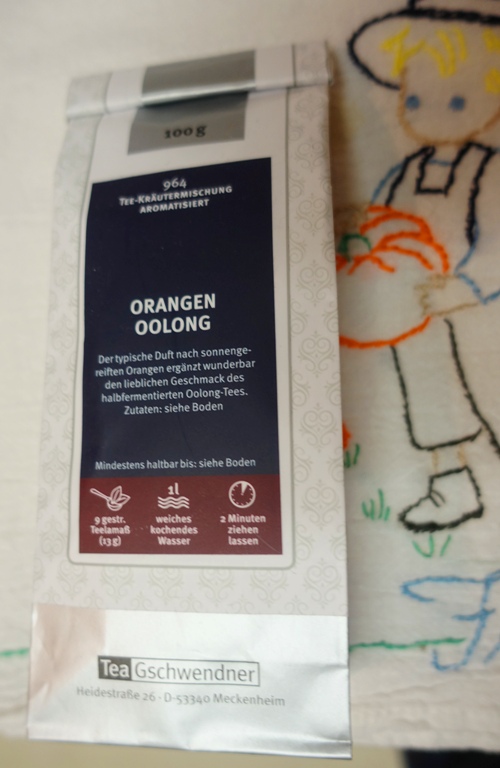 100 g
964
Tee-Kräutermischung
aromatisiert
ORANGEN
OOLONG
Der typische Duft nach sonnenge-
reiften Orangen ergänzt wunderbar
den lieblichen Geschmack des
halbfermentierten Oolong-Tees.
Zutaten: siehe Boden
Mindestens haltbar bis: siehe Boden
9 gestr.
Teelamaß
(13 g)
1l
weiches
kochendes
Wasser
2 Minuten
ziehen
lassen
TeaGschwendner
Heidestraße 26 · D-53340 Meckenheim